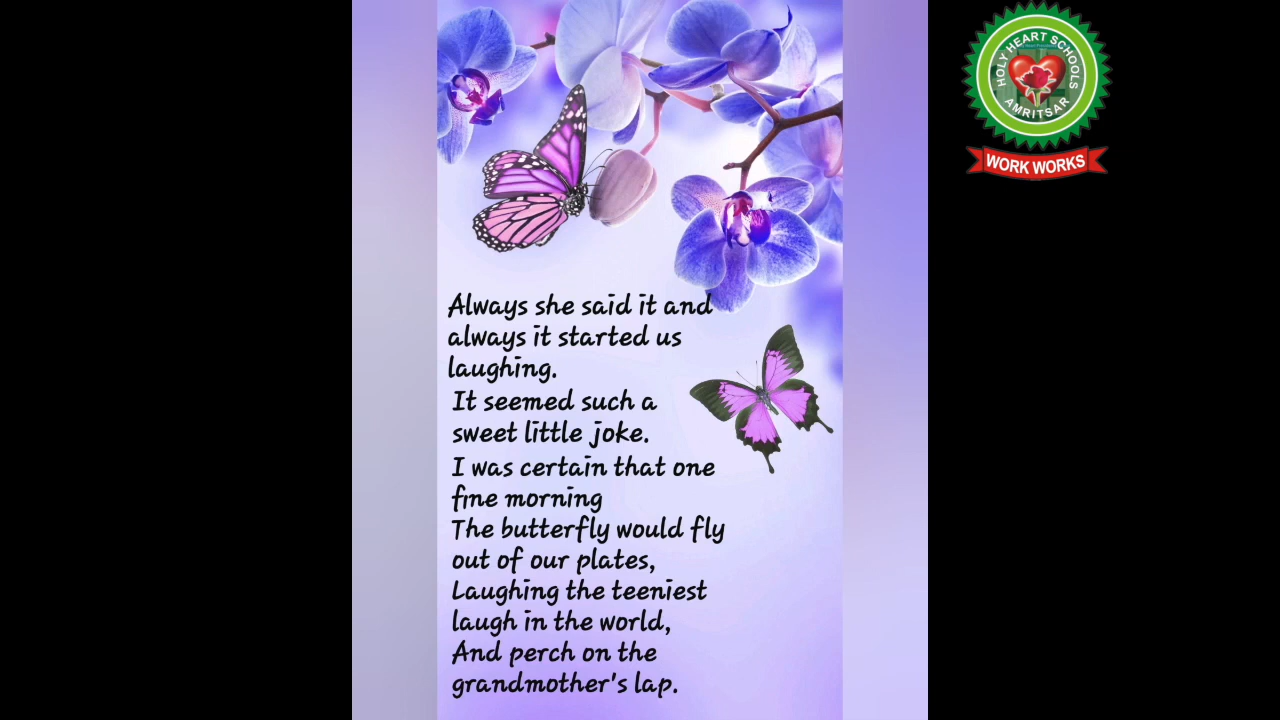 Always she said it and
always it started us
laughing.
It seemed such a
sweet little joke.
I was certain that one
fine morning
The butterfly would fly
out of our plates,
Laughing the teeniest
laugh in the world,
And perch on the
grandmother's lap.
HOLY HEART SCHOOLS
AMRITSAR
WORK WORKS